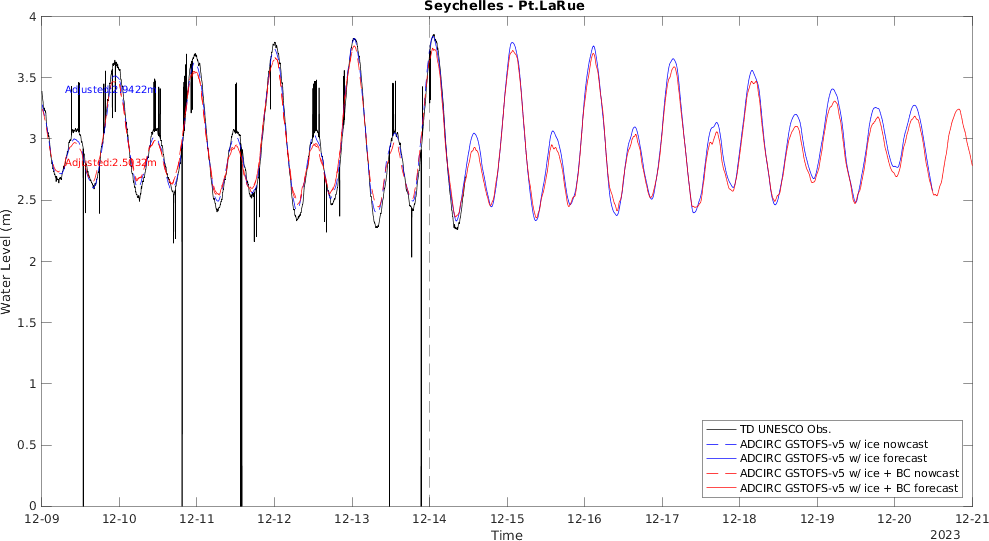 Seychelles - Pt.LaRue
4
3.5
3
2.5
2
1.5
1
0.5
0
Water Level (m)
Adjusted:2.9422m
Adjusted:2.5832m
TD UNESCO Obs.
ADCIRC GSTOFS-v5 w/ ice nowcast
ADCIRC GSTOFS-v5 w/ ice forecast
ADCIRC GSTOFS-v5 w/ ice + BC nowcast
ADCIRC GSTOFS-v5 w/ ice + BC forecast
12-09 12-10 12-11 12-12 12-13 12-14 12-15 12-16 12-17 12-18 12-19 12-20 12-21
Time
2023